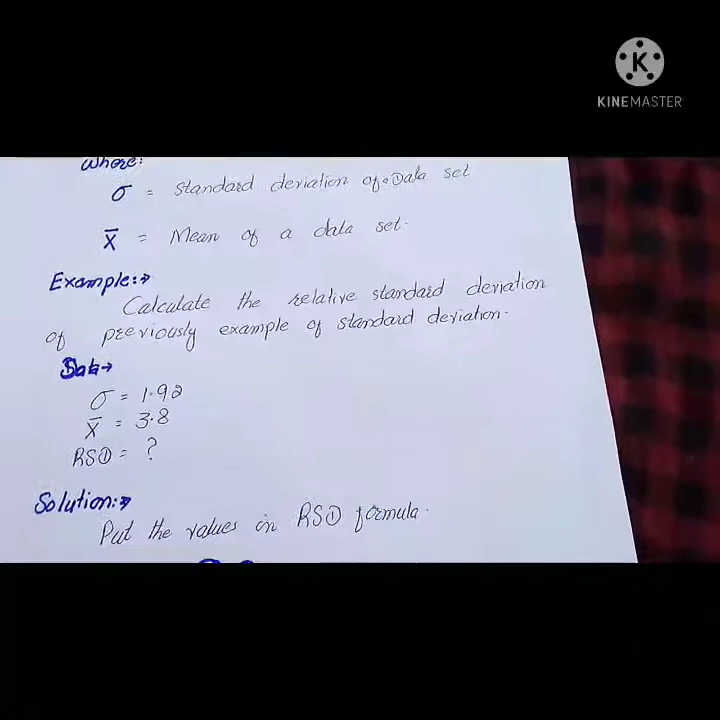 KINEMASTER
Where:
σ = Standard deviation of Data set
X̄ = Mean of a data set.
Example:→
Calculate the relative standard deviation
of previously example of standard deviation.
Data→
σ = 1.92
X̄ = 3.8
RSD = ?
Solution:→
Put the values in RSD formula.